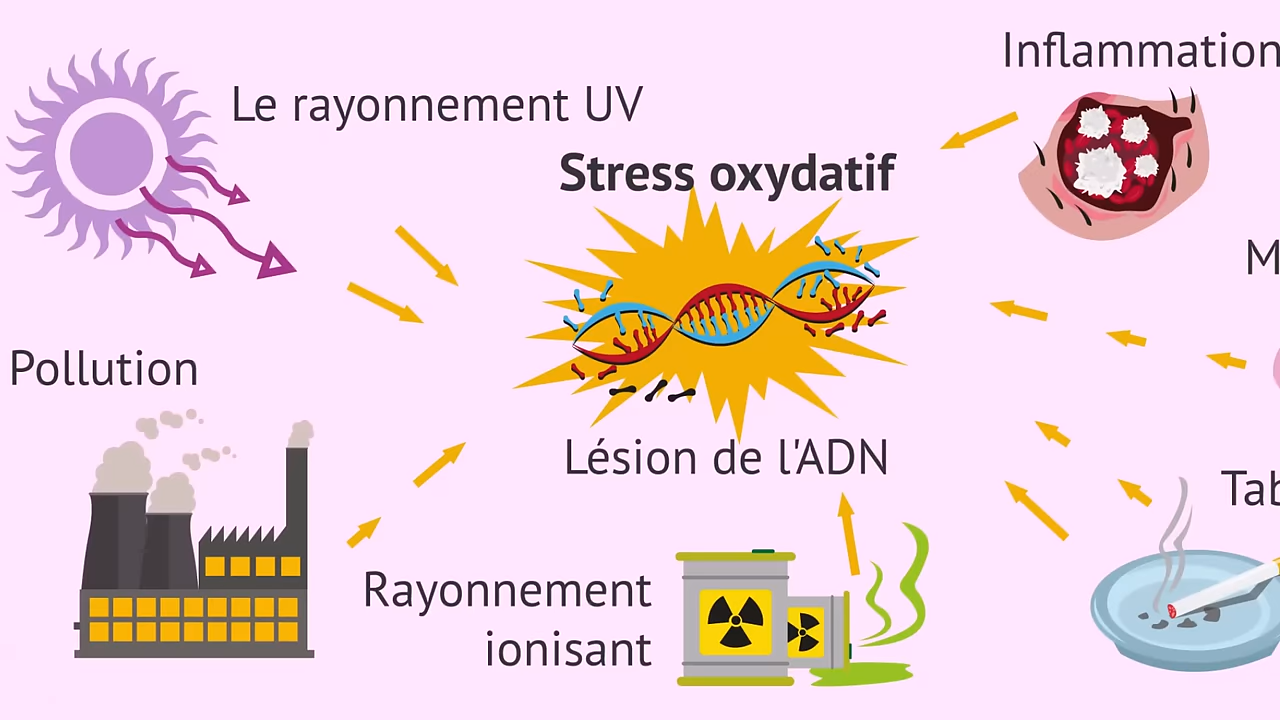 Inflammation
Le rayonnement UV
Stress oxydatif
Pollution
Lésion de l'ADN
Rayonnement
ionisant